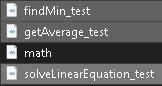 findMin_test
getAverage_test
math
solveLinearEquation_test